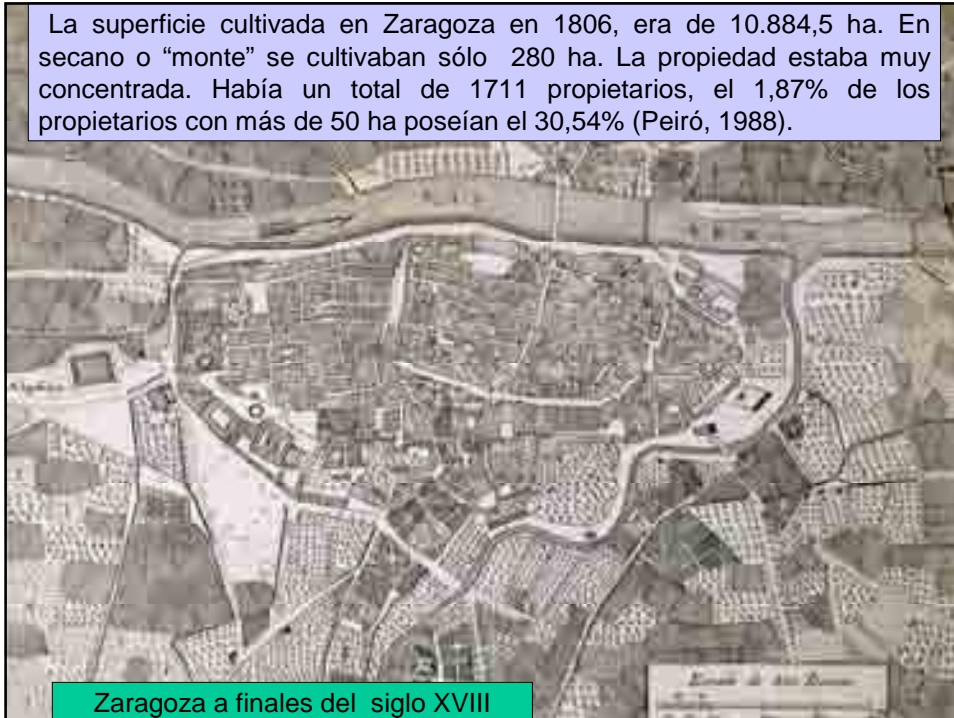 La superficie cultivada en Zaragoza en 1806, era de 10.884,5 ha. En
secano o “monte” se cultivaban sólo 280 ha. La propiedad estaba muy
concentrada. Había un total de 1711 propietarios, el 1,87% de los
propietarios con más de 50 ha poseían el 30,54% (Peiró, 1988).
Zaragoza a finales del siglo XVIII